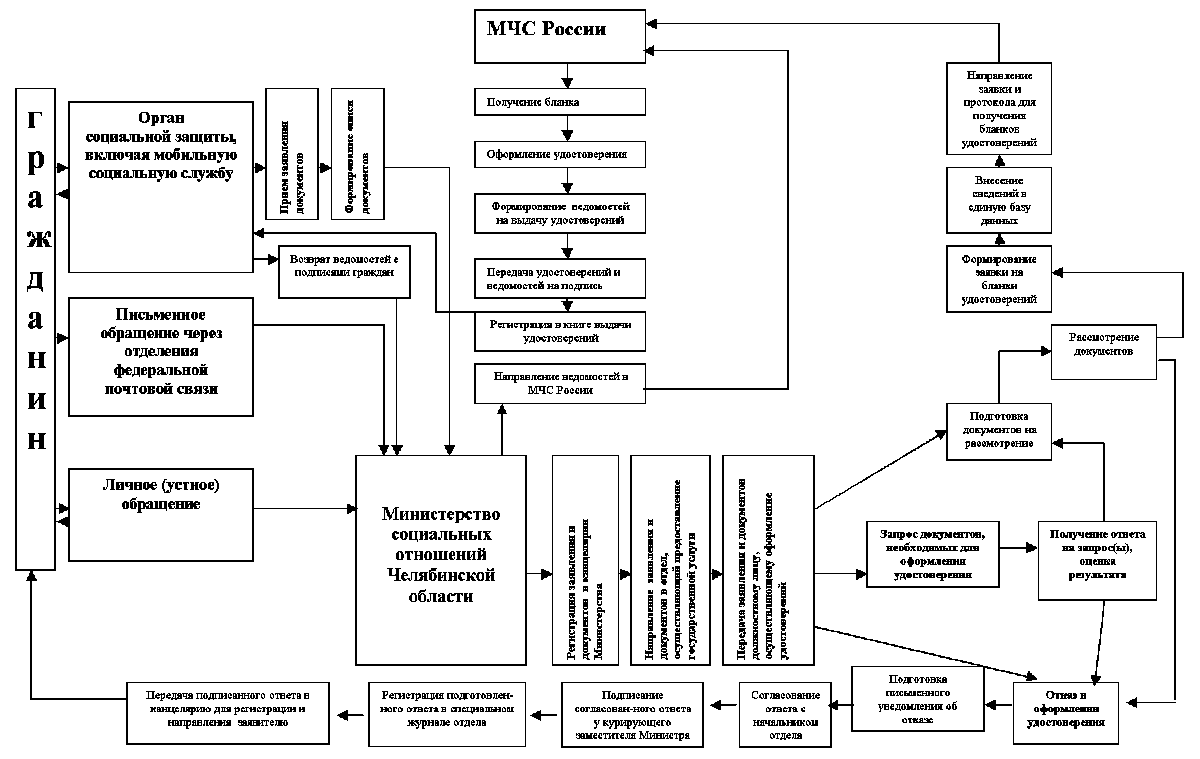 МЧС России
гражданин
Орган
социальной защиты,
включая мобильную
социальную службу
Прием заявления
документов
Формирование описи
документов
Возврат ведомостей с
подписями граждан
Письменное
обращение через
отделения
федеральной
почтовой связи
Личное (устное)
обращение
Получение бланка
Оформление удостоверения
Формирование ведомостей
на выдачу удостоверений
Передача удостоверений и
ведомостей на подпись
Регистрация в книге выдачи
удостоверений
Направление ведомостей в
МЧС России
Министерство
социальных
отношений
Челябинской
области
Регистрация заявления и
документов в канцелярии
Министерства
Направление заявления и
документов в отдел,
осуществляющий предоставление
государственной услуги
Передача заявления и документов
должностному лицу,
осуществляющему оформление
удостоверений
Направление
заявки и
протокола для
получения
бланков
удостоверений
Внесение
сведений в
единую базу
данных
Формирование
заявки на
бланки
удостоверений
Рассмотрение
документов
Подготовка
документов на
рассмотрение
Запрос документов,
необходимых для
оформления
удостоверения
Получение ответа
на запрос(ы),
оценка
результата
Отказ в
оформлении
удостоверения
Подготовка
письменного
уведомления об
отказе
Согласование
ответа с
начальником
отдела
Подписание
согласован-ного ответа
у курирующего
заместителя Министра
Регистрация подготовлен-
ного ответа в специальном
журнале отдела
Передача подписанного ответа в
канцелярию для регистрации и
направления заявителю